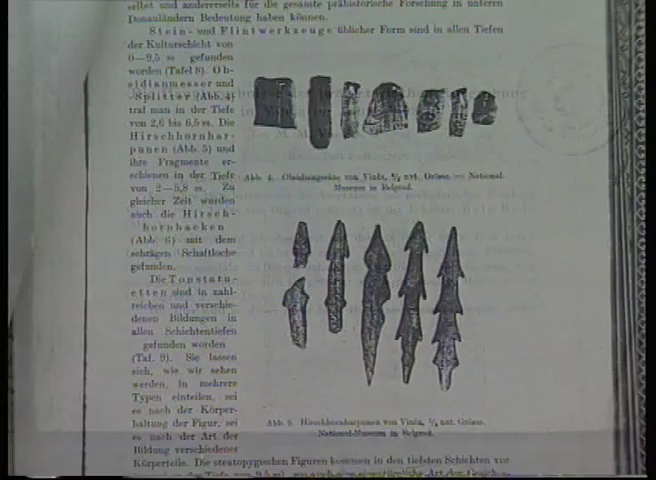 selbst und andererseits für die gesamte prähistorische Forschung in unseren
Donauländern Bedeutung haben können.
Stein- und Flintwerkzeuge üblicher Form sind in allen Tiefen
der Kulturschicht von
0—9,5 m gefunden
worden (Tafel 8). Ob-
sidianmesser und
-Splitter (Abb. 4)
traf man in der Tiefe
von 2,6 bis 6,5 m. Die
Hirschhornhar-
punen (Abb. 5) und
ihre Fragmente er-
schienen in der Tiefe
von 2—5,8 m. Zu
gleicher Zeit wurden
auch die Hirsch-
hornhacken
(Abb. 6) mit dem
schrägen Schaftloche
gefunden.
Die Tonstatu-
etten sind in zahl-
reichen und verschie-
denen Bildungen in
allen Schichtentiefen
gefunden worden
(Taf. 9). Sie lassen
sich, wie wir sehen
werden, in mehrere
Typen einteilen, sei
es nach der Körper-
haltung der Figur, sei
es nach der Art der
Bildung verschiedener
Körperteile. Die steatopygischen Figuren kommen in den tiefsten Schichten vor
Abb. 4. Obsidiangeräte von Vinča, nat. Grösse. — National-
Museum in Belgrad.
Abb. 5. Hirschhornharpunen von Vinča, nat. Grösse.
National-Museum in Belgrad.